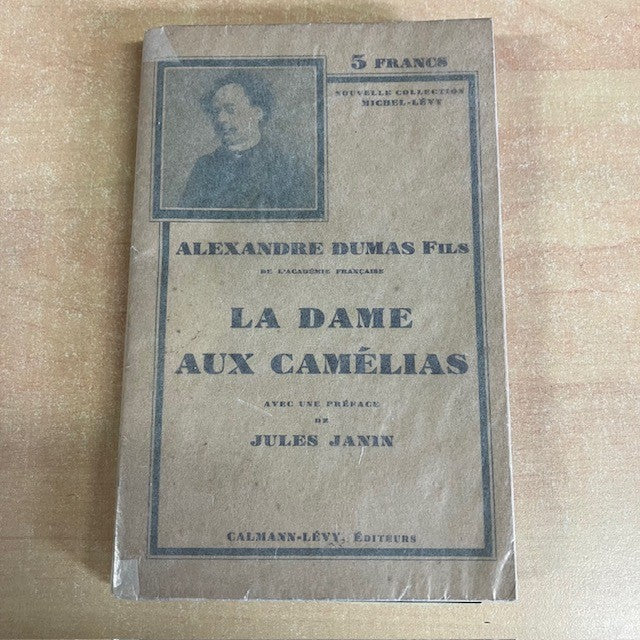 5 FRANCS
NOUVELLE COLLECTION
MICHEL-LÉVY
ALEXANDRE DUMAS FILS
DE L'ACADÉMIE FRANÇAISE
LA DAME
AUX CAMÉLIAS
AVEC UNE PRÉFACE
DE
JULES JANIN
CALMANN-LÉVY, ÉDITEURS